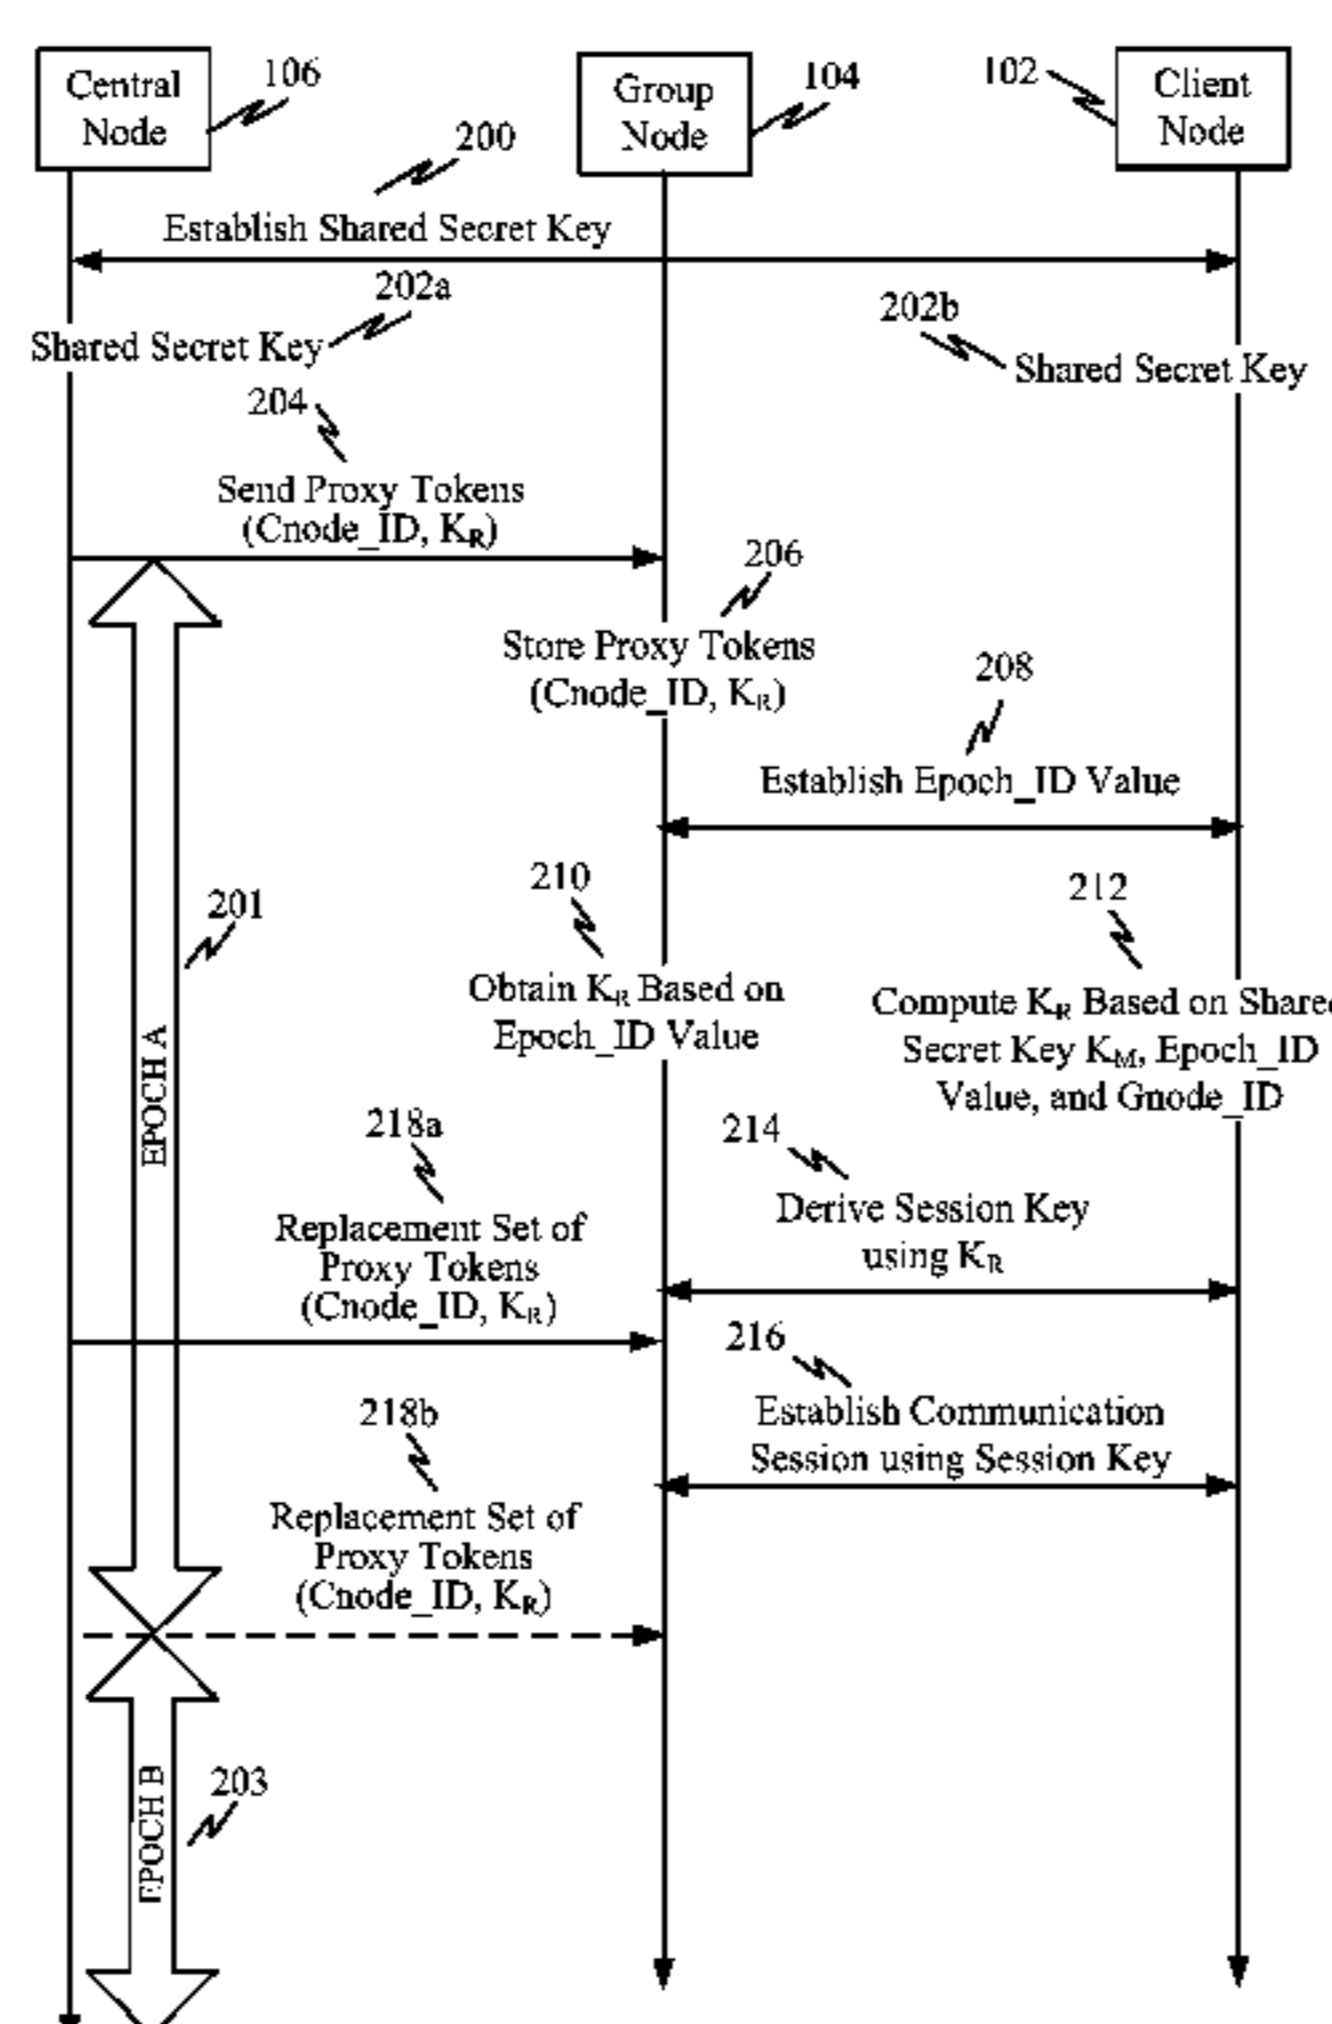 Central
Node
106
Group
Node
104
102
Client
Node
200
Establish Shared Secret Key
202a
Shared Secret Key
202b
Shared Secret Key
204
Send Proxy Tokens
(Cnode_ID, KR)
206
Store Proxy Tokens
(Cnode_ID, KR)
208
Establish Epoch_ID Value
201
EPOCH A
210
Obtain KR Based on
Epoch_ID Value
212
Compute KR Based on Shared
Secret Key KM, Epoch_ID
Value, and Gnode_ID
218a
Replacement Set of
Proxy Tokens
(Cnode_ID, KR)
214
Derive Session Key
using KR
216
Establish Communication
Session using Session Key
218b
Replacement Set of
Proxy Tokens
(Cnode_ID, KR)
203
EPOCH B